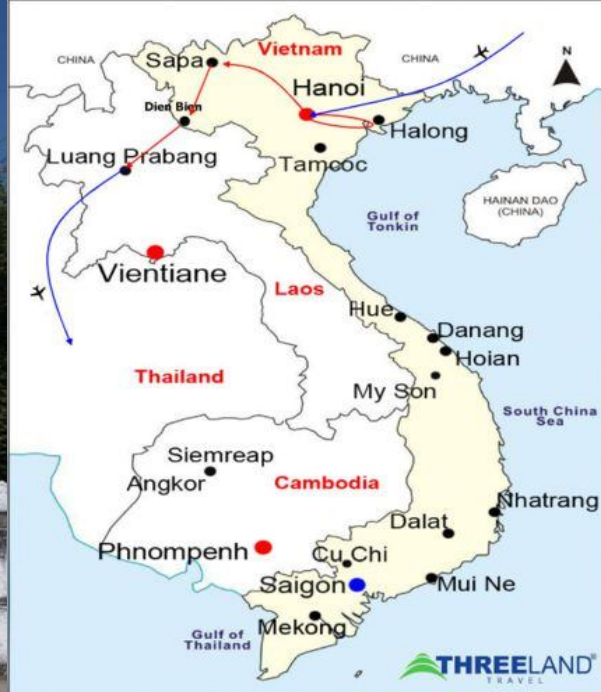 Vietnam
CHINA
CHINA
N
Sapa
Hanoi
Dien Bien
Halong
Luang Prabang
Tamcoc
HAINAN DAO
(CHINA)
Gulf of
Tonkin
Vientiane
Laos
Hue
Danang
Hoian
Thailand
My Son
South China
Sea
Siemreap
Angkor
Cambodia
Nhatrang
Dalat
Phnompenh
Cu Chi
Saigon
Mui Ne
Mekong
Gulf of
Thailand
THREELAND®
TRAVEL